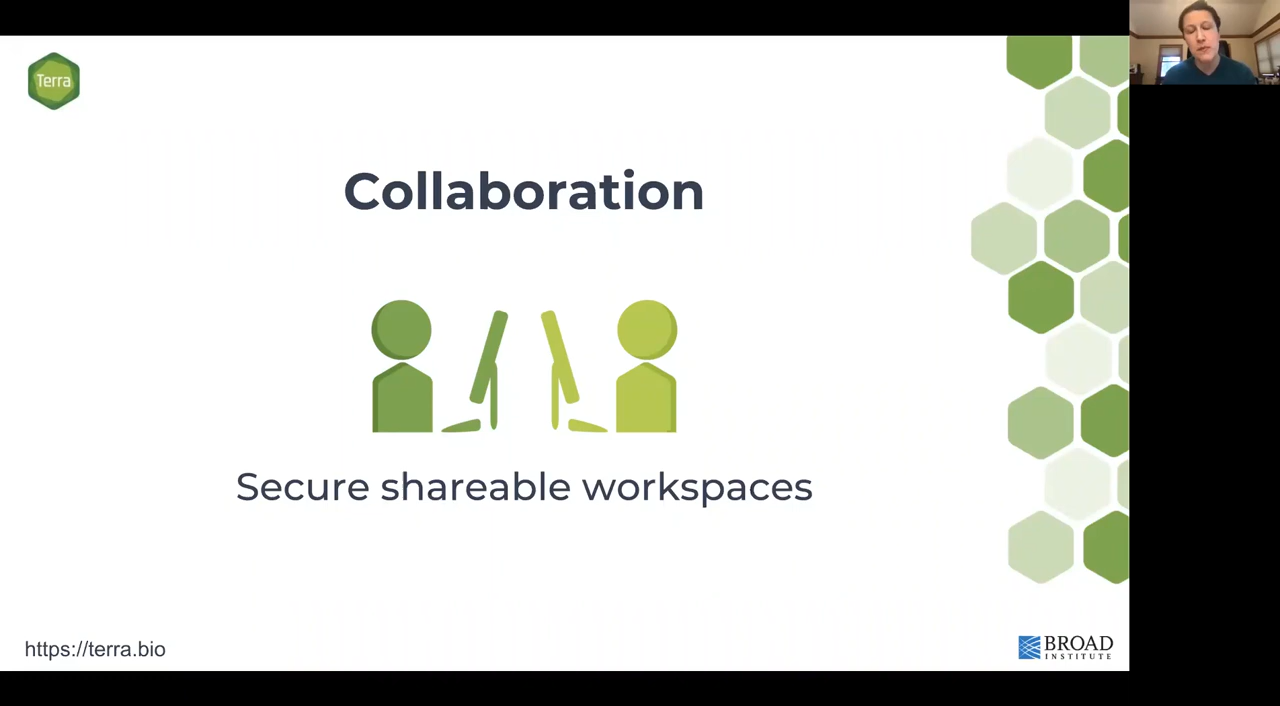 Terra
Collaboration
Secure shareable workspaces
https://terra.bio
BROAD
INSTITUTE